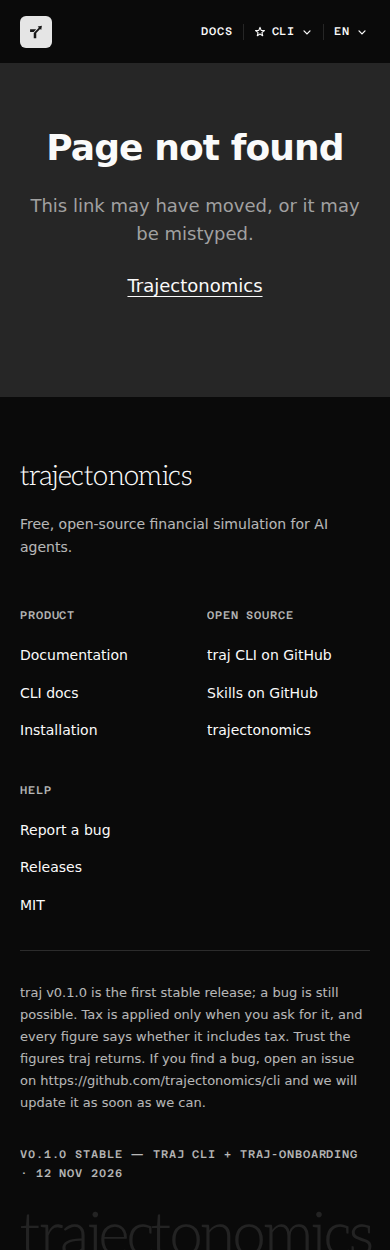 DOCS
CLI
EN
Page not found
This link may have moved, or it may
be mistyped.
Trajectonomics
trajectonomics
Free, open-source financial simulation for AI
agents.
PRODUCT
Documentation
CLI docs
Installation
OPEN SOURCE
traj CLI on GitHub
Skills on GitHub
trajectonomics
HELP
Report a bug
Releases
MIT
traj v0.1.0 is the first stable release; a bug is still
possible. Tax is applied only when you ask for it, and
every figure says whether it includes tax. Trust the
figures traj returns. If you find a bug, open an issue
on https://github.com/trajectonomics/cli and we will
update it as soon as we can.
V0.1.0 STABLE — TRAJ CLI + TRAJ-ONBOARDING
· 12 NOV 2026
trajectonomics